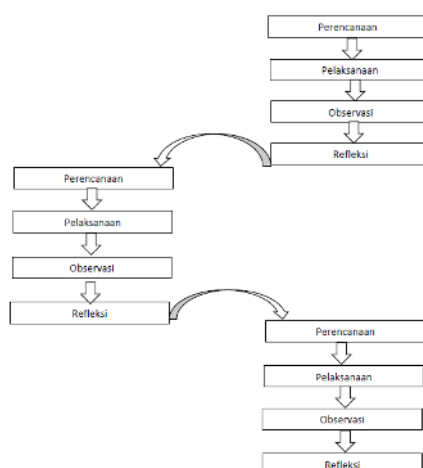 Perencanaan
Pelaksanaan
Observasi
Refleksi
Perencanaan
Pelaksanaan
Observasi
Refleksi
Perencanaan
Pelaksanaan
Observasi
Refleksi